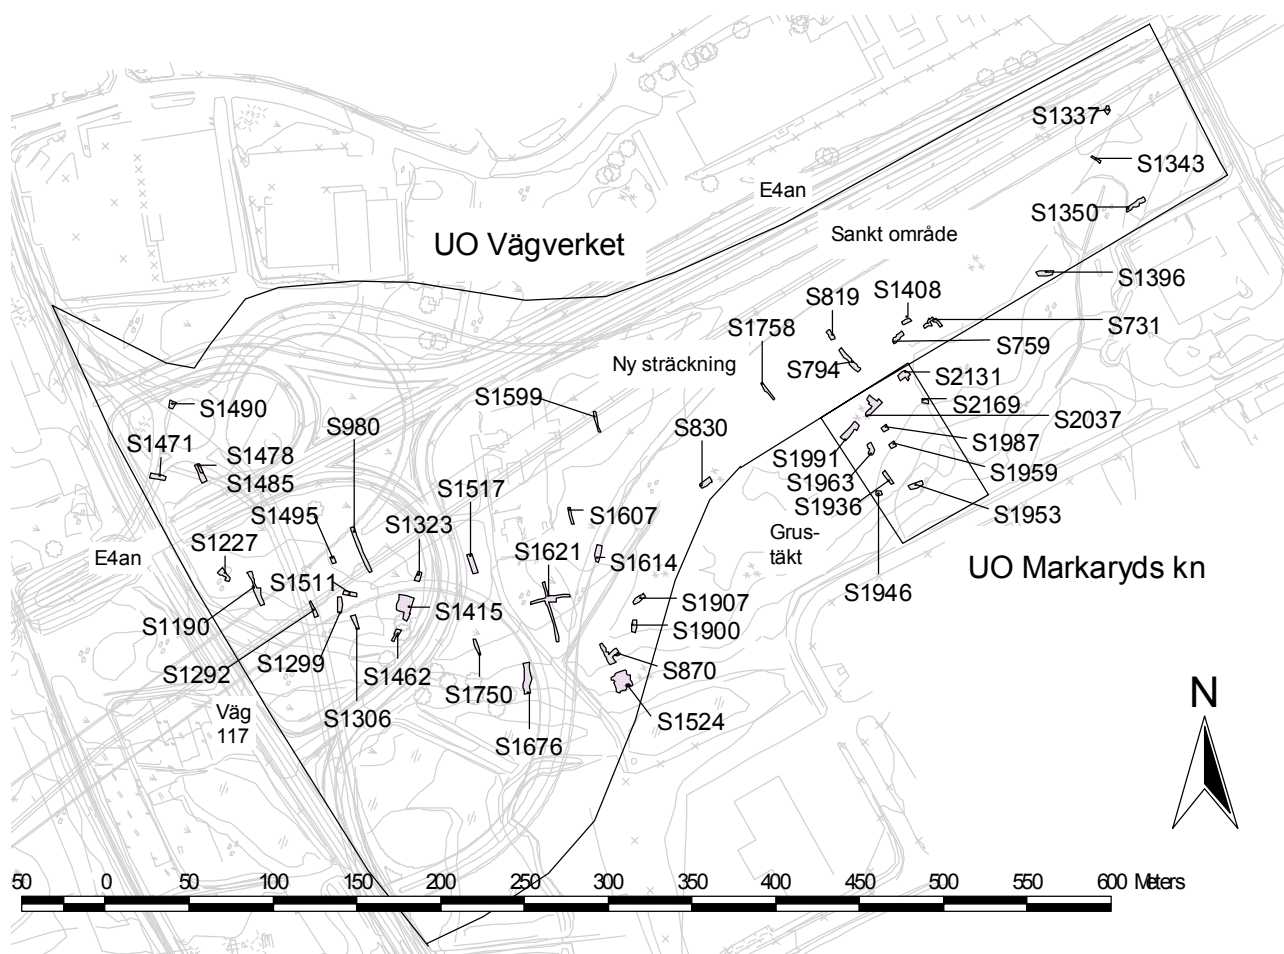 S1337
S1343
E4an
S1350
Sankt område
UO Vägverket
S1396
S819
S1408
S1758
S731
S759
Ny sträckning
S794
S2131
S2169
S1490
S1599
S2037
S980
S830
S1471
S1478
S1987
S1991
S1485
S1959
S1963
S1517
S1936
S1495
S1323
S1607
S1953
Grus-
täkt
S1621
E4an
S1227
S1614
UO Markaryds kn
S1511
S1946
S1907
S1415
S1190
S1900
S1299
S1292
S1462
S870
S1750
N
Väg
117
S1306
S1524
S1676
50 0 50 100 150 200 250 300 350 400 450 500 550 600 Meters